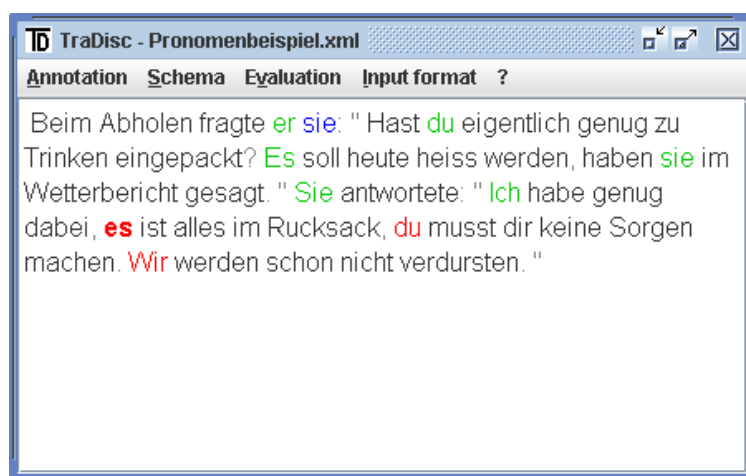 TD TraDisc - Pronomenbeispiel.xml
Annotation Schema Evaluation Input format ?
Beim Abholen fragte er sie: " Hast du eigentlich genug zu
Trinken eingepackt? Es soll heute heiss werden, haben sie im
Wetterbericht gesagt. " Sie antwortete: " Ich habe genug
dabei, es ist alles im Rucksack, du musst dir keine Sorgen
machen. Wir werden schon nicht verdursten. "